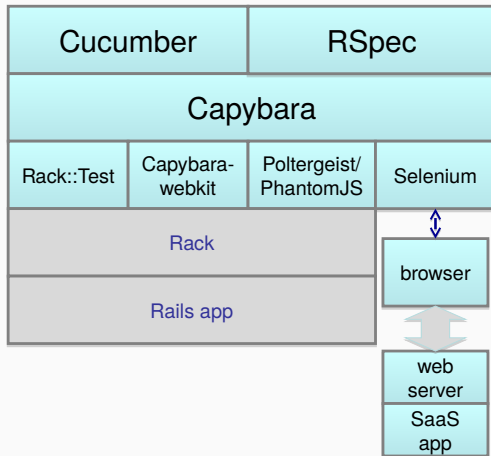 Cucumber
RSpec
Capybara
Rack::Test
Capybara-
webkit
Poltergeist/
PhantomJS
Selenium
Rack
browser
Rails app
web
server
SaaS
app